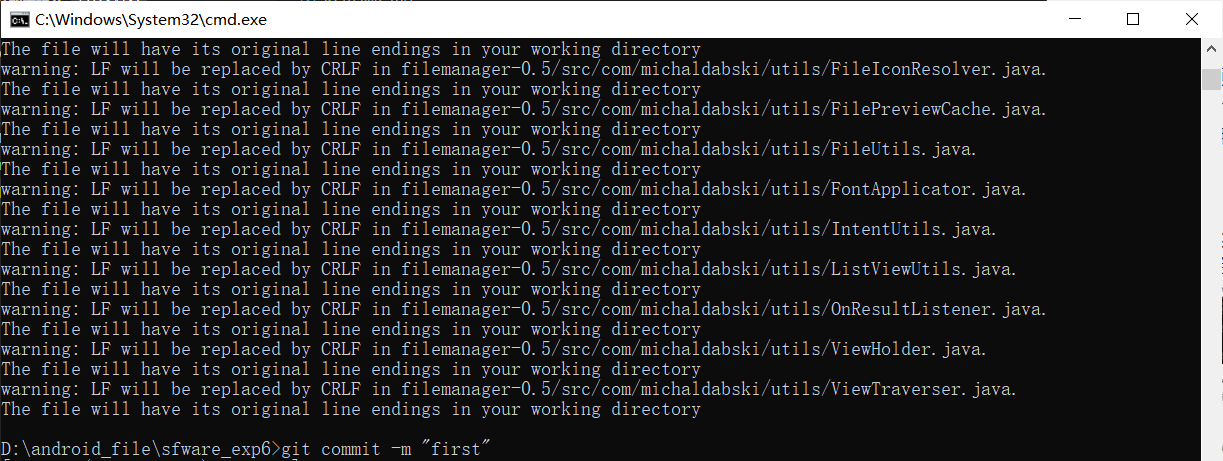 C:\Windows\System32\cmd.exe
The file will have its original line endings in your working directory
warning: LF will be replaced by CRLF in filemanager-0.5/src/com/michaldabski/utils/FileIconResolver.java.
The file will have its original line endings in your working directory
warning: LF will be replaced by CRLF in filemanager-0.5/src/com/michaldabski/utils/FilePreviewCache.java.
The file will have its original line endings in your working directory
warning: LF will be replaced by CRLF in filemanager-0.5/src/com/michaldabski/utils/FileUtils.java.
The file will have its original line endings in your working directory
warning: LF will be replaced by CRLF in filemanager-0.5/src/com/michaldabski/utils/FontApplicator.java.
The file will have its original line endings in your working directory
warning: LF will be replaced by CRLF in filemanager-0.5/src/com/michaldabski/utils/IntentUtils.java.
The file will have its original line endings in your working directory
warning: LF will be replaced by CRLF in filemanager-0.5/src/com/michaldabski/utils/ListViewUtils.java.
The file will have its original line endings in your working directory
warning: LF will be replaced by CRLF in filemanager-0.5/src/com/michaldabski/utils/OnResultListener.java.
The file will have its original line endings in your working directory
warning: LF will be replaced by CRLF in filemanager-0.5/src/com/michaldabski/utils/ViewHolder.java.
The file will have its original line endings in your working directory
warning: LF will be replaced by CRLF in filemanager-0.5/src/com/michaldabski/utils/ViewTraverser.java.
The file will have its original line endings in your working directory
D:\android_file\sfware_exp6>git commit -m "first"